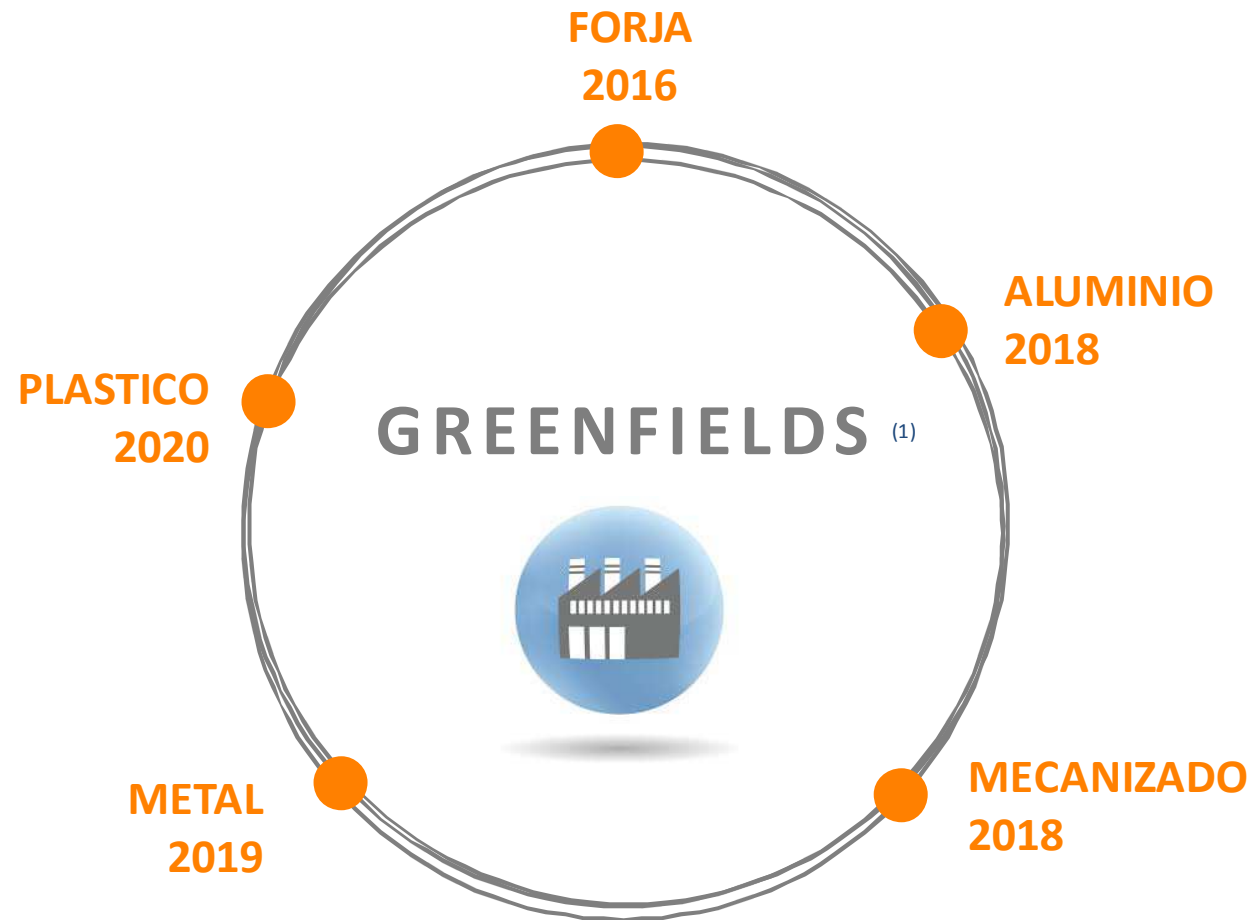 FORJA
2016
ALUMINIO
2018
PLASTICO
2020
GREENFIELDS (1)
METAL
2019
MECANIZADO
2018